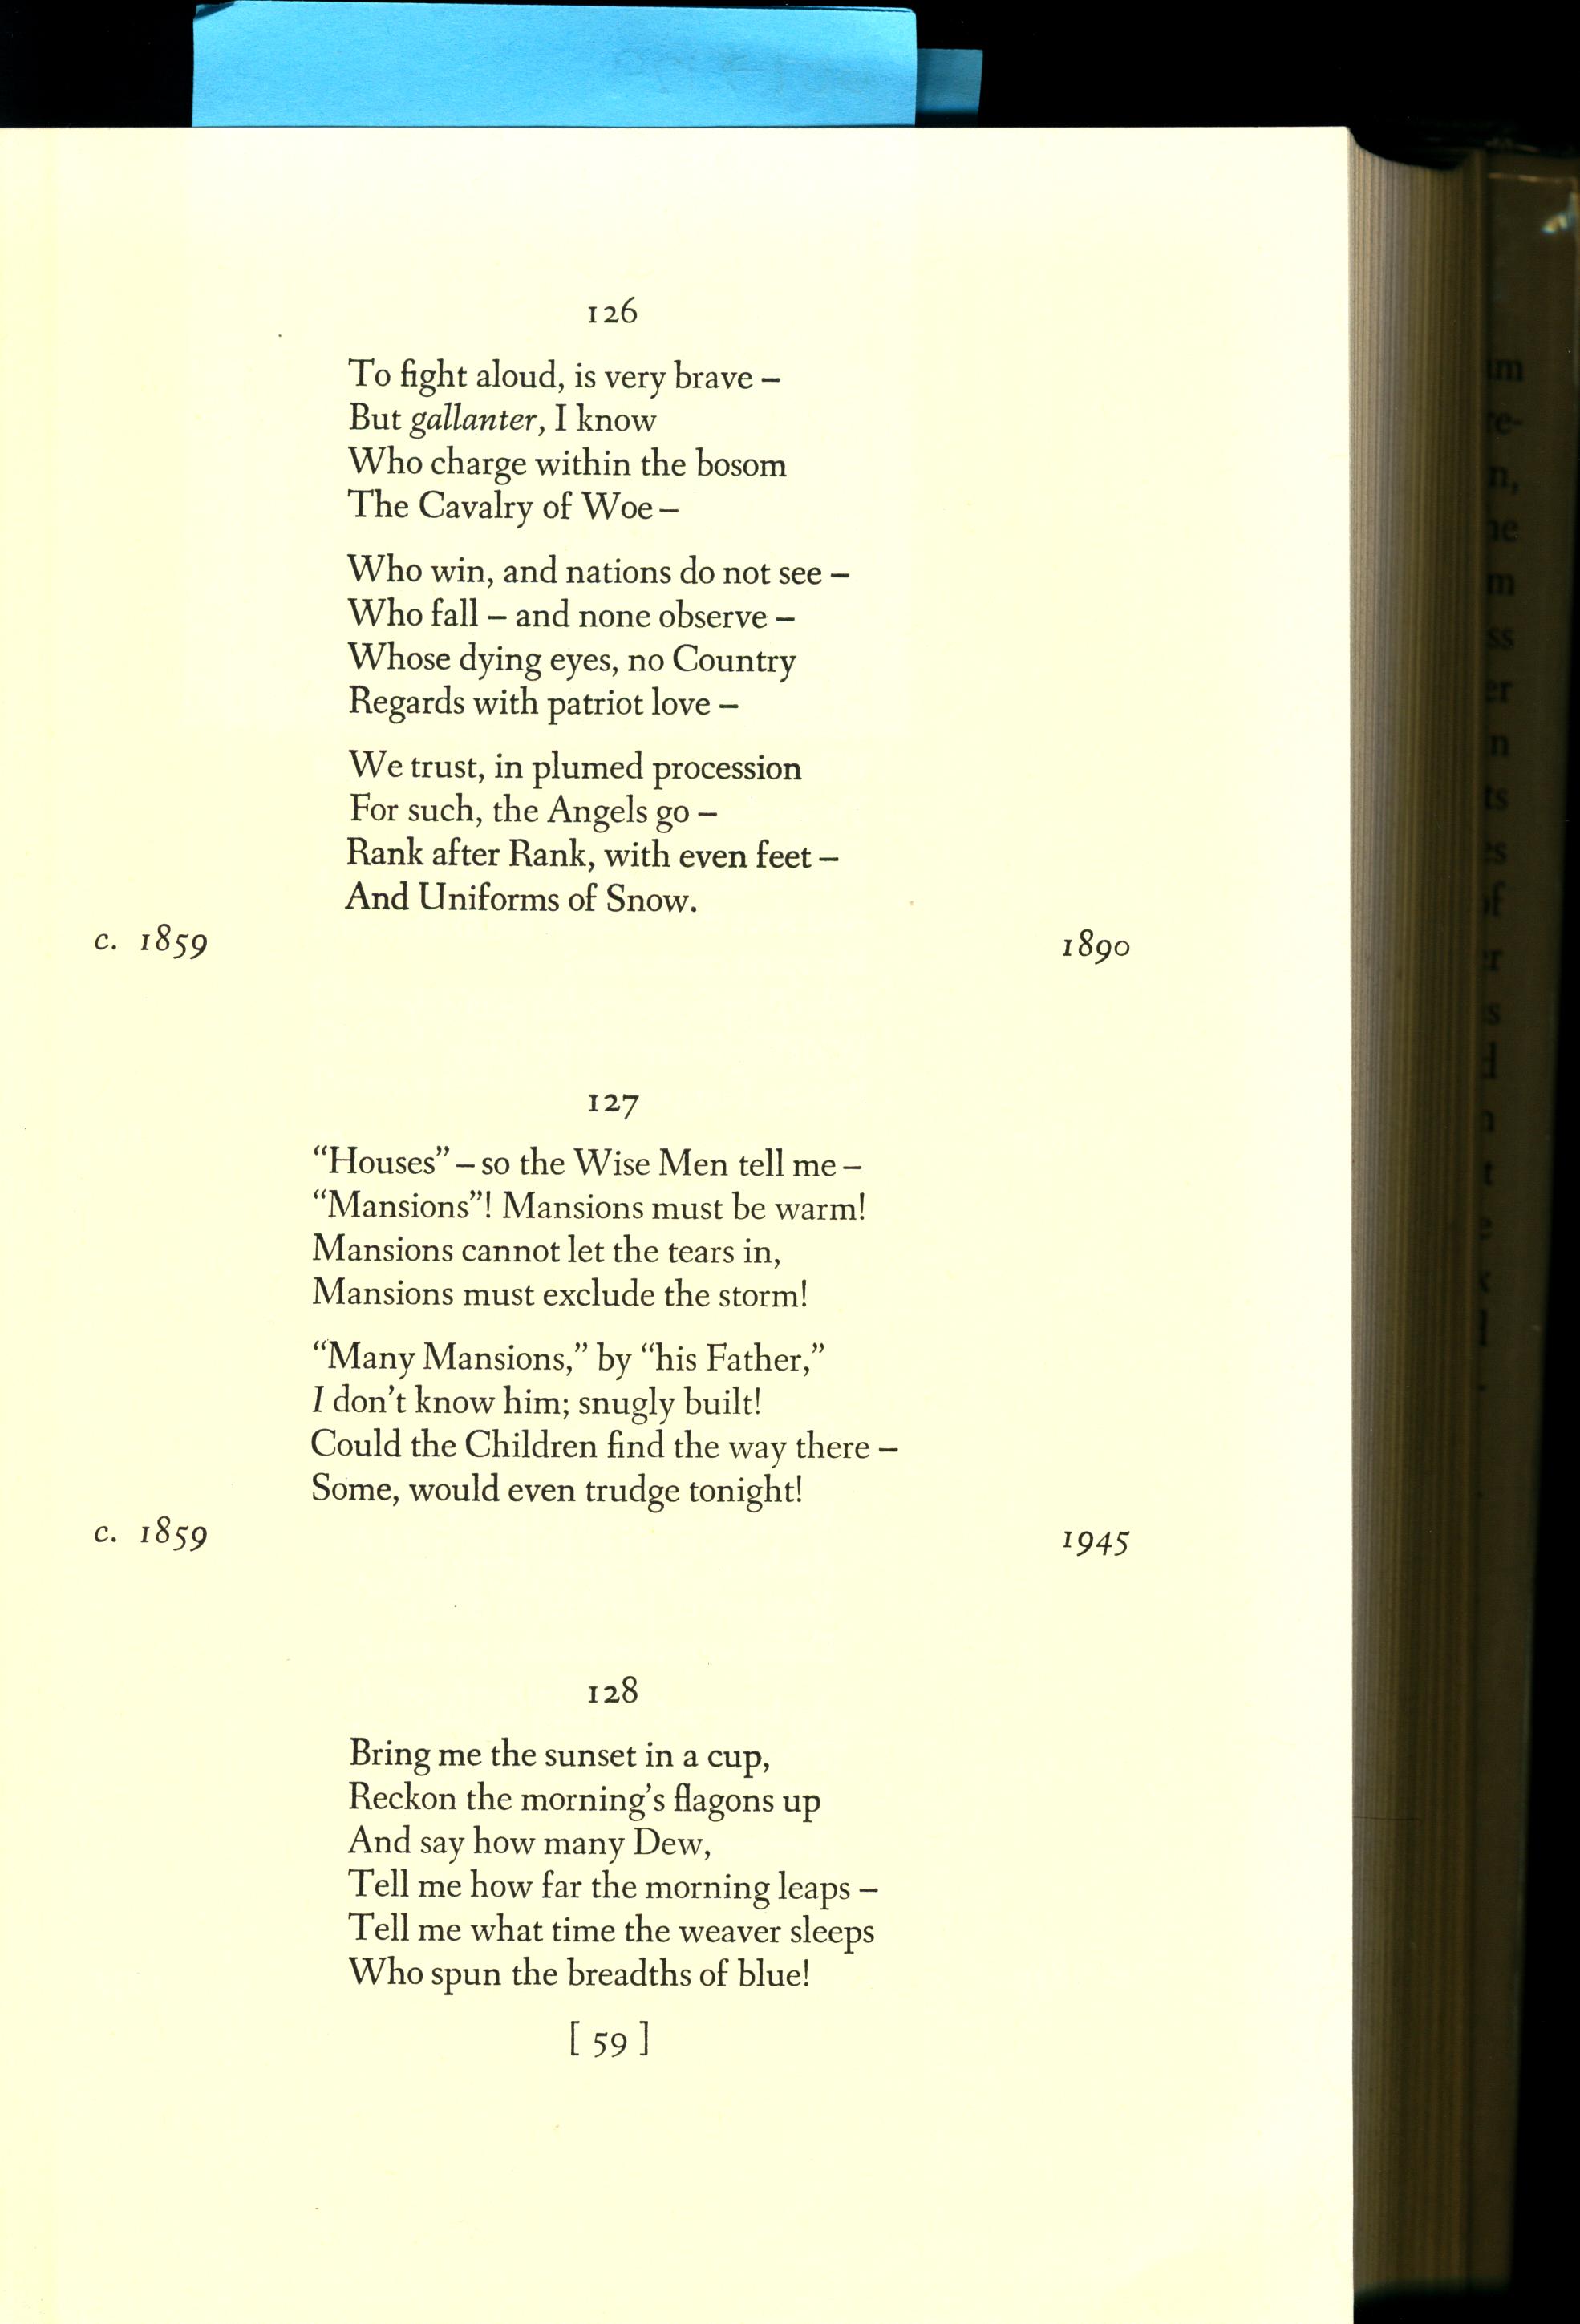 126
To fight aloud, is very brave –
But gallanter, I know
Who charge within the bosom
The Cavalry of Woe –
Who win, and nations do not see –
Who fall – and none observe –
Whose dying eyes, no Country
Regards with patriot love –
We trust, in plumed procession
For such, the Angels go –
Rank after Rank, with even feet –
And Uniforms of Snow.
c. 1859 1890
127
“Houses” – so the Wise Men tell me –
“Mansions”! Mansions must be warm!
Mansions cannot let the tears in,
Mansions must exclude the storm!
“Many Mansions,” by “his Father,”
I don’t know him; snugly built!
Could the Children find the way there –
Some, would even trudge tonight!
c. 1859 1945
128
Bring me the sunset in a cup,
Reckon the morning’s flagons up
And say how many Dew,
Tell me how far the morning leaps –
Tell me what time the weaver sleeps
Who spun the breadths of blue!
[ 59 ]